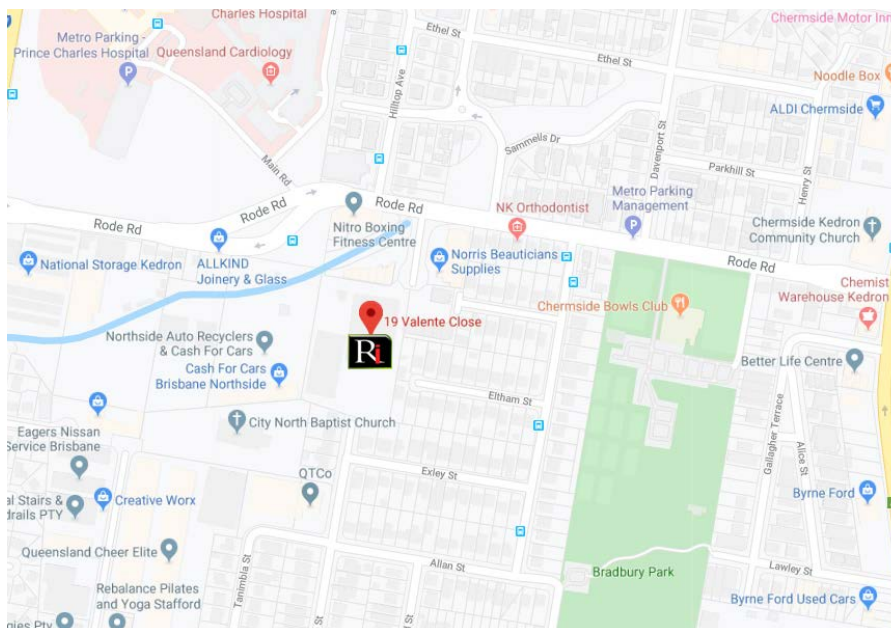 Charles Hospital
Chermside Motor Inn
Ethel St
Metro Parking -
Prince Charles Hospital
Queensland Cardiology
Ethel St
Noodle Box
Hilltop Ave
ALDI Chermside
Sammells Dr
Davenport St
Main Rd
Parkhill St
Henry St
Metro Parking
Management
Rode Rd
Rode Rd
Rode Rd
NK Orthodontist
Chermside Kedron
Community Church
Nitro Boxing
Fitness Centre
Rode Rd
National Storage Kedron
ALLKIND
Joinery & Glass
Norris Beauticians
Supplies
Chemist
Warehouse Kedron
Chermside Bowls Club
19 Valente Close
Ri
Northside Auto Recyclers
& Cash For Cars
Cash For Cars
Brisbane Northside
Better Life Centre
Eltham St
Gallagher Terrace
Alice St
City North Baptist Church
Eagers Nissan
Service Brisbane
QTCo
Exley St
Creative Worx
Byrne Ford
Queensland Cheer Elite
Allan St
Bradbury Park
Lawley St
Tanimbla St
Rebalance Pilates
and Yoga Stafford
Byrne Ford Used Cars
St